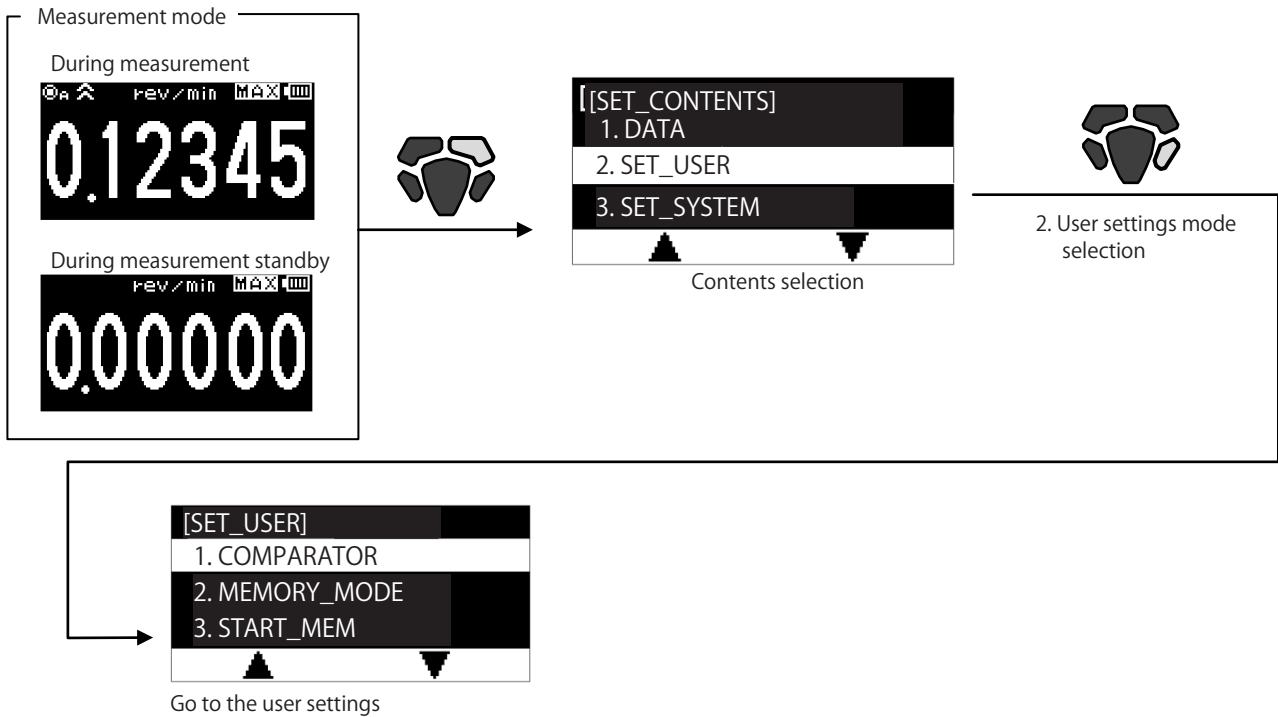 Measurement mode
During measurement
A rev/min MAX
0.12345
During measurement standby
rev/min MAX
0.00000
[[SET_CONTENTS]
1. DATA
2. SET_USER
3. SET_SYSTEM
Contents selection
2. User settings mode
selection
[SET_USER]
1. COMPARATOR
2. MEMORY_MODE
3. START_MEM
Go to the user settings